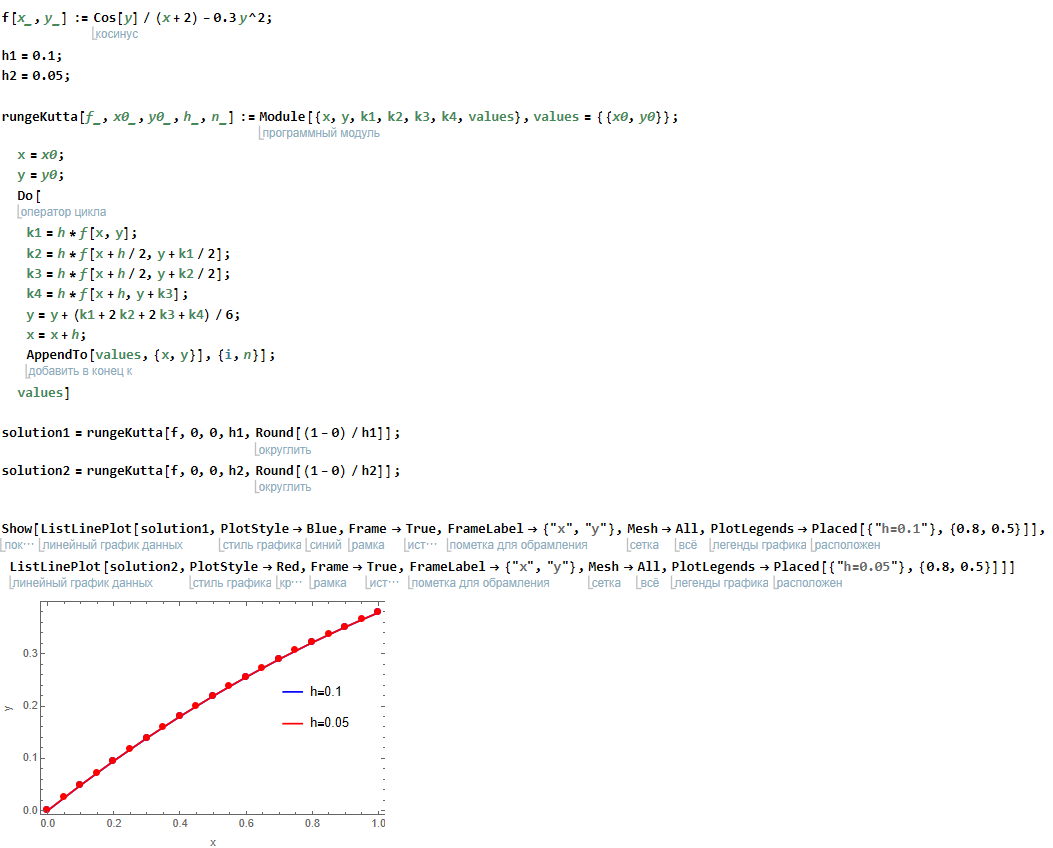 f[x_, y_] := Cos[y] / (x + 2) - 0.3 y^2;
косинус
h1 = 0.1;
h2 = 0.05;
rungeKutta[f_, x0_, y0_, h_, n_] := Module[{x, y, k1, k2, k3, k4, values}, values = {{x0, y0}};
программный модуль
x = x0;
y = y0;
Do[
оператор цикла
k1 = h * f[x, y];
k2 = h * f[x + h / 2, y + k1 / 2];
k3 = h * f[x + h / 2, y + k2 / 2];
k4 = h * f[x + h, y + k3];
y = y + (k1 + 2 k2 + 2 k3 + k4) / 6;
x = x + h;
AppendTo[values, {x, y}], {i, n}];
добавить в конец к
values]
solution1 = rungeKutta[f, 0, 0, h1, Round[(1 - 0) / h1]];
округлить
solution2 = rungeKutta[f, 0, 0, h2, Round[(1 - 0) / h2]];
округлить
Show[ListLinePlot[solution1, PlotStyle → Blue, Frame → True, FrameLabel → {"x", "y"}, Mesh → All, PlotLegends → Placed[{"h=0.1"}, {0.8, 0.5}]],
пок⋯ линейный график данных стиль графика синий рамка ист⋯ пометка для обрамления сетка всё легенды графика расположен
ListLinePlot[solution2, PlotStyle → Red, Frame → True, FrameLabel → {"x", "y"}, Mesh → All, PlotLegends → Placed[{"h=0.05"}, {0.8, 0.5}]]]
линейный график данных стиль графика кр⋯ рамка ист⋯ пометка для обрамления сетка всё легенды графика расположен
0.3
h=0.1
0.2
y
h=0.05
0.1
0.0
0.0 0.2 0.4 0.6 0.8 1.0
x